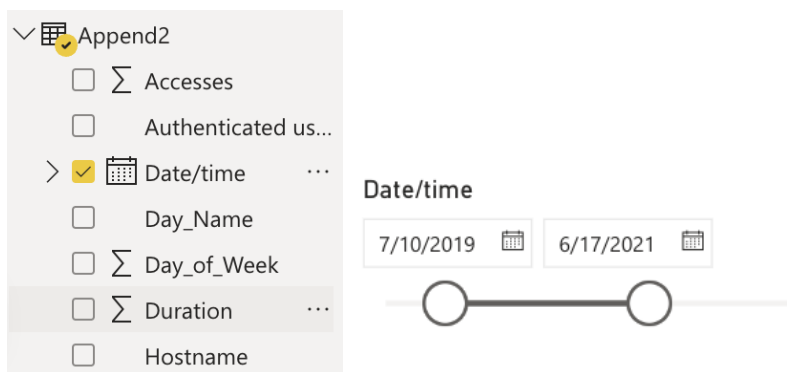 Append2
Accesses
Authenticated us...
Date/time
Day_Name
Day_of_Week
Duration
Hostname
Date/time
7/10/2019
6/17/2021